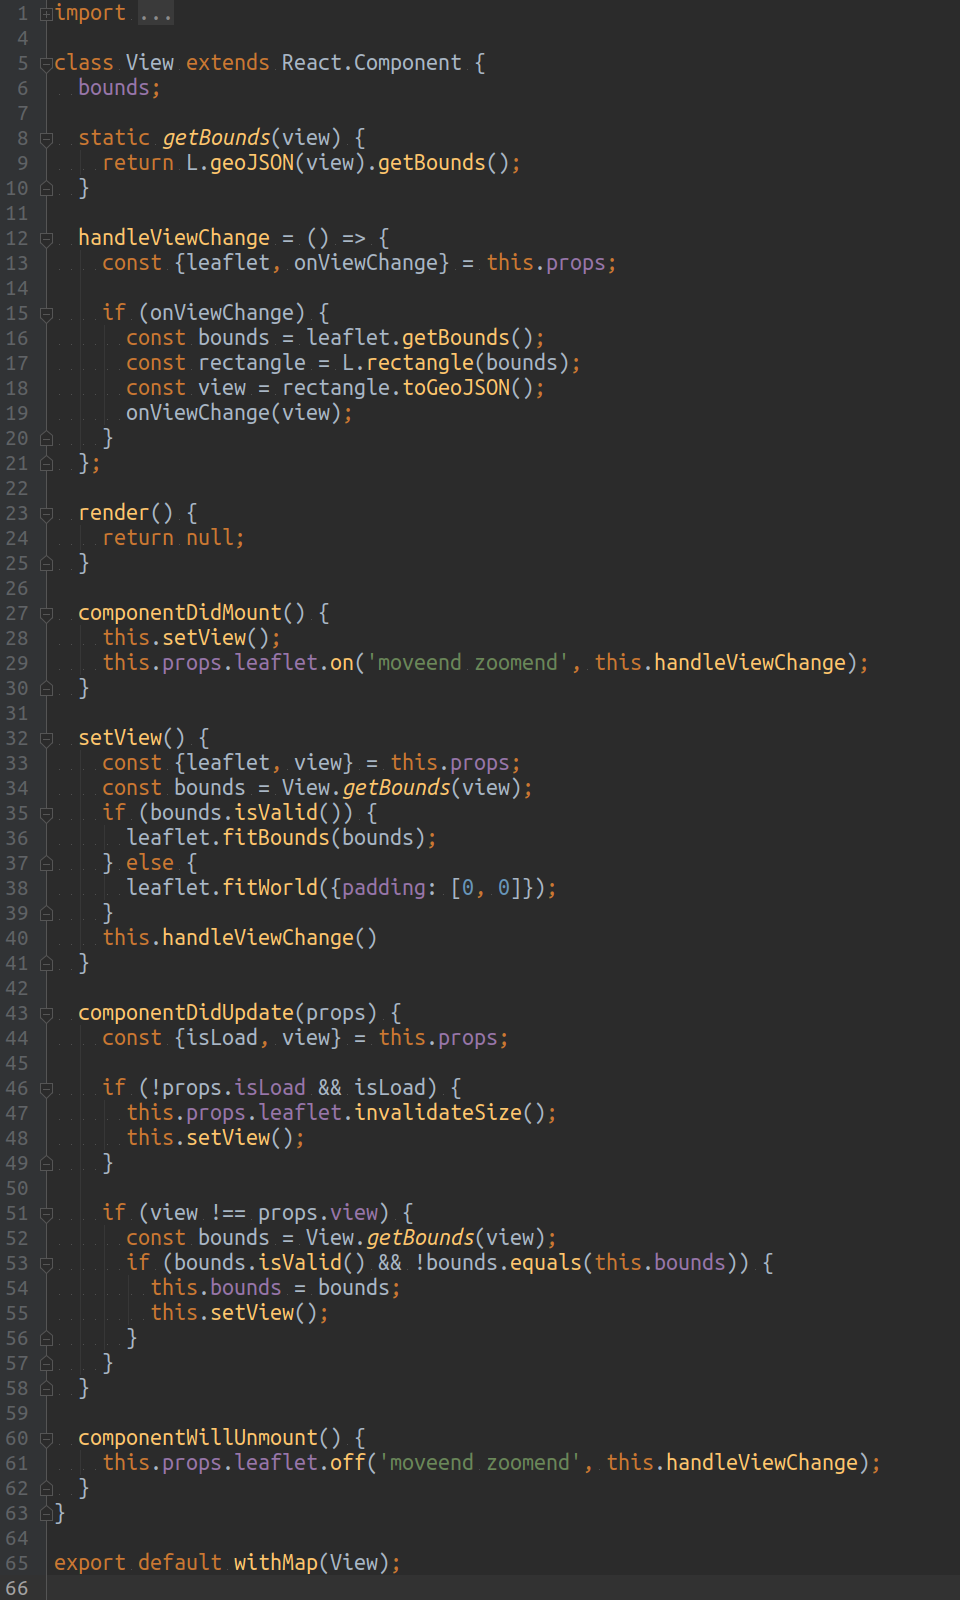 1 import ...
4
5 class View extends React.Component {
6   bounds;
7
8   static getBounds(view) {
9     return L.geoJSON(view).getBounds();
10   }
11
12   handleViewChange = () => {
13     const {leaflet, onViewChange} = this.props;
14
15     if (onViewChange) {
16       const bounds = leaflet.getBounds();
17       const rectangle = L.rectangle(bounds);
18       const view = rectangle.toGeoJSON();
19       onViewChange(view);
20     }
21   };
22
23   render() {
24     return null;
25   }
26
27   componentDidMount() {
28     this.setView();
29     this.props.leaflet.on('moveend zoomend', this.handleViewChange);
30   }
31
32   setView() {
33     const {leaflet, view} = this.props;
34     const bounds = View.getBounds(view);
35     if (bounds.isValid()) {
36       leaflet.fitBounds(bounds);
37     } else {
38       leaflet.fitWorld({padding: [0, 0]});
39     }
40     this.handleViewChange()
41   }
42
43   componentDidUpdate(props) {
44     const {isLoad, view} = this.props;
45
46     if (!props.isLoad && isLoad) {
47       this.props.leaflet.invalidateSize();
48       this.setView();
49     }
50
51     if (view !== props.view) {
52       const bounds = View.getBounds(view);
53       if (bounds.isValid() && !bounds.equals(this.bounds)) {
54         this.bounds = bounds;
55         this.setView();
56       }
57     }
58   }
59
60   componentWillUnmount() {
61     this.props.leaflet.off('moveend zoomend', this.handleViewChange);
62   }
63 }
64
65 export default withMap(View);
66